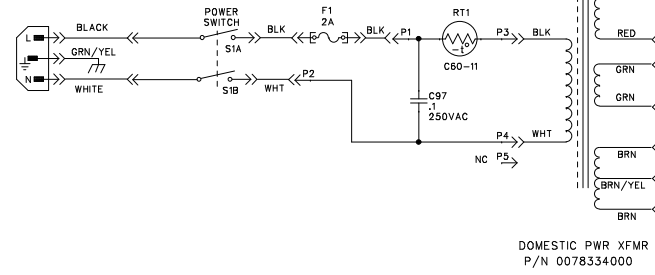 POWER
SWITCH
F1
2A
RT1
BLACK
BLK
BLK
P1
P3
BLK
RED
L
S1A
-t°
GRN/YEL
C60-11
GRN
N
WHITE
S1B
WHT
P2
C97
.1
250VAC
GRN
P4
WHT
NC
P5
BRN
BRN/YEL
BRN
DOMESTIC PWR XFMR
P/N 0078334000